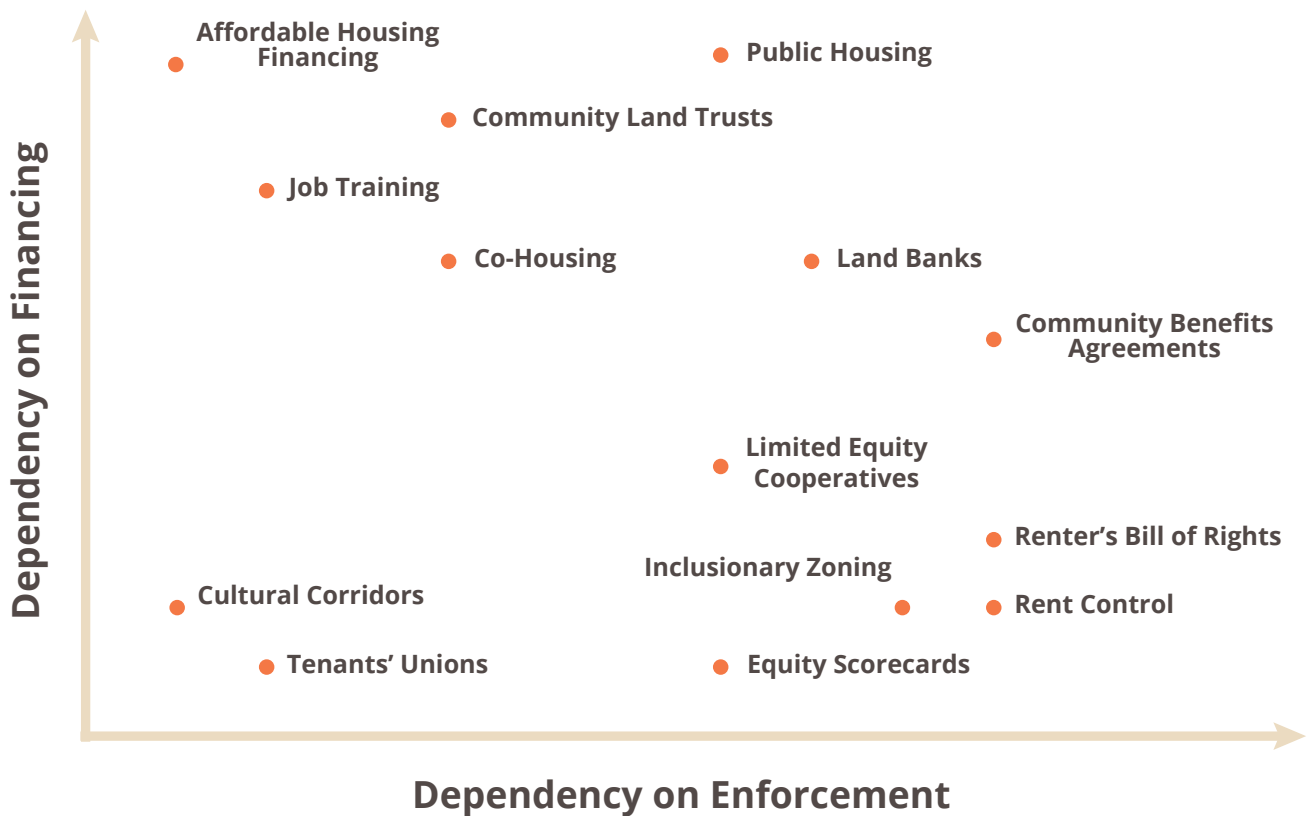 Affordable Housing
Financing
Public Housing
Community Land Trusts
Job Training
Co-Housing
Land Banks
Community Benefits
Agreements
Limited Equity
Cooperatives
Renter’s Bill of Rights
Inclusionary Zoning
Cultural Corridors
Rent Control
Tenants’ Unions
Equity Scorecards
Dependency on Financing
Dependency on Enforcement